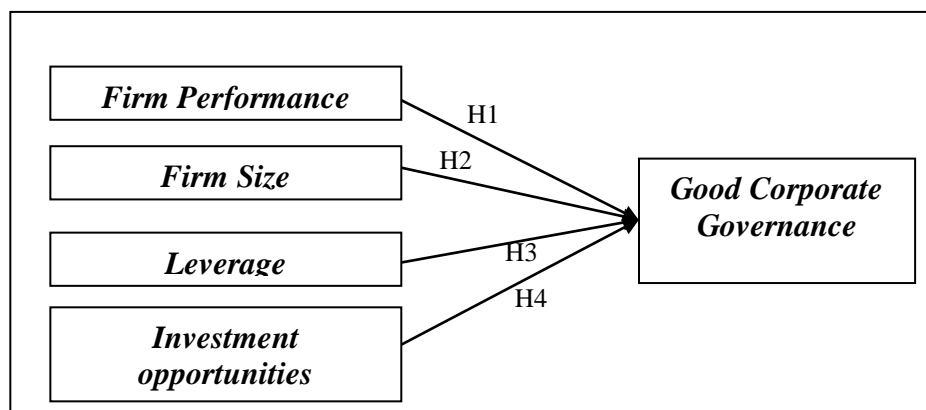 Firm Performance
H1
H2
Firm Size
Good Corporate
Governance
Leverage
H3
H4
Investment
opportunities